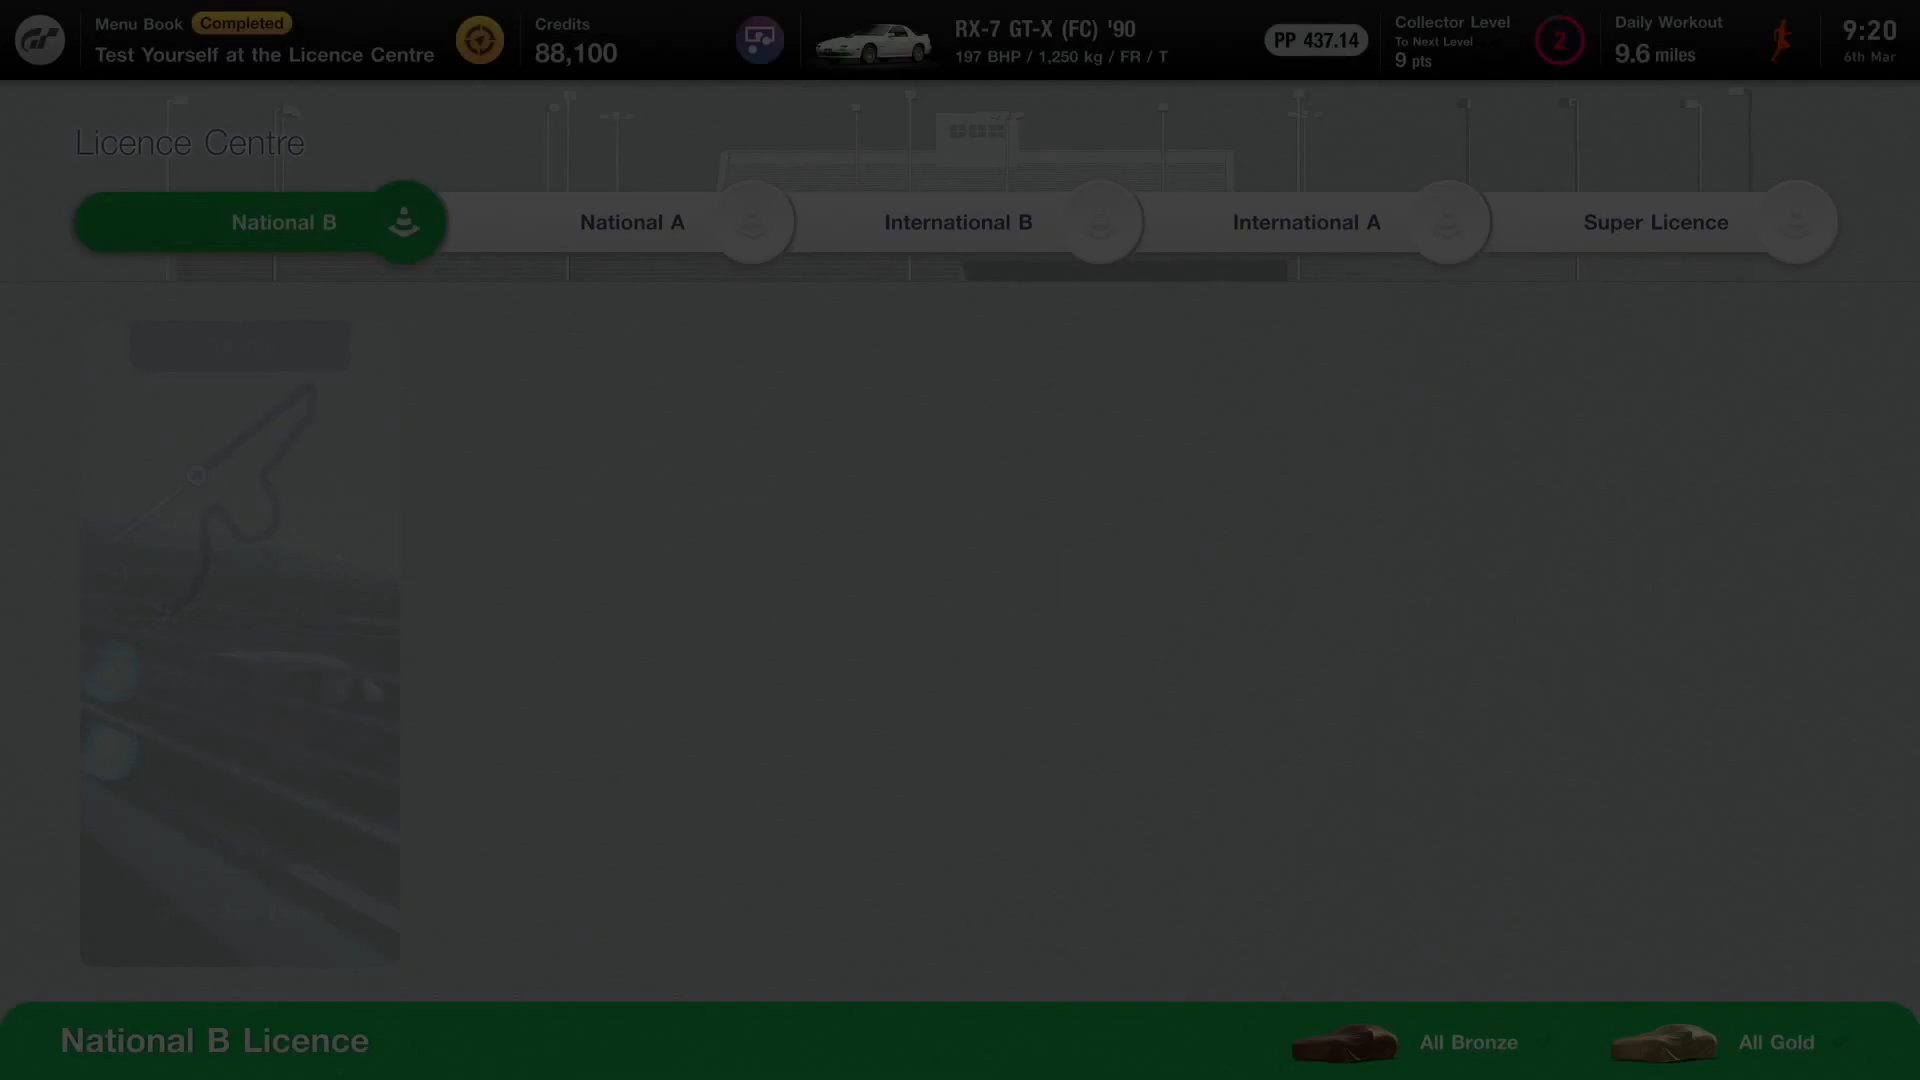 Menu Book Completed
Test Yourself at the Licence Centre
Credits
88,100
RX-7 GT-X (FC) '90
197 BHP / 1,250 kg / FR / T
PP 437.14
Collector Level
To Next Level
9 pts
2
Daily Workout
9.6 miles
9:20
6th Mar
Licence Centre
National B
National A
International B
International A
Super Licence
National B Licence
All Bronze
All Gold